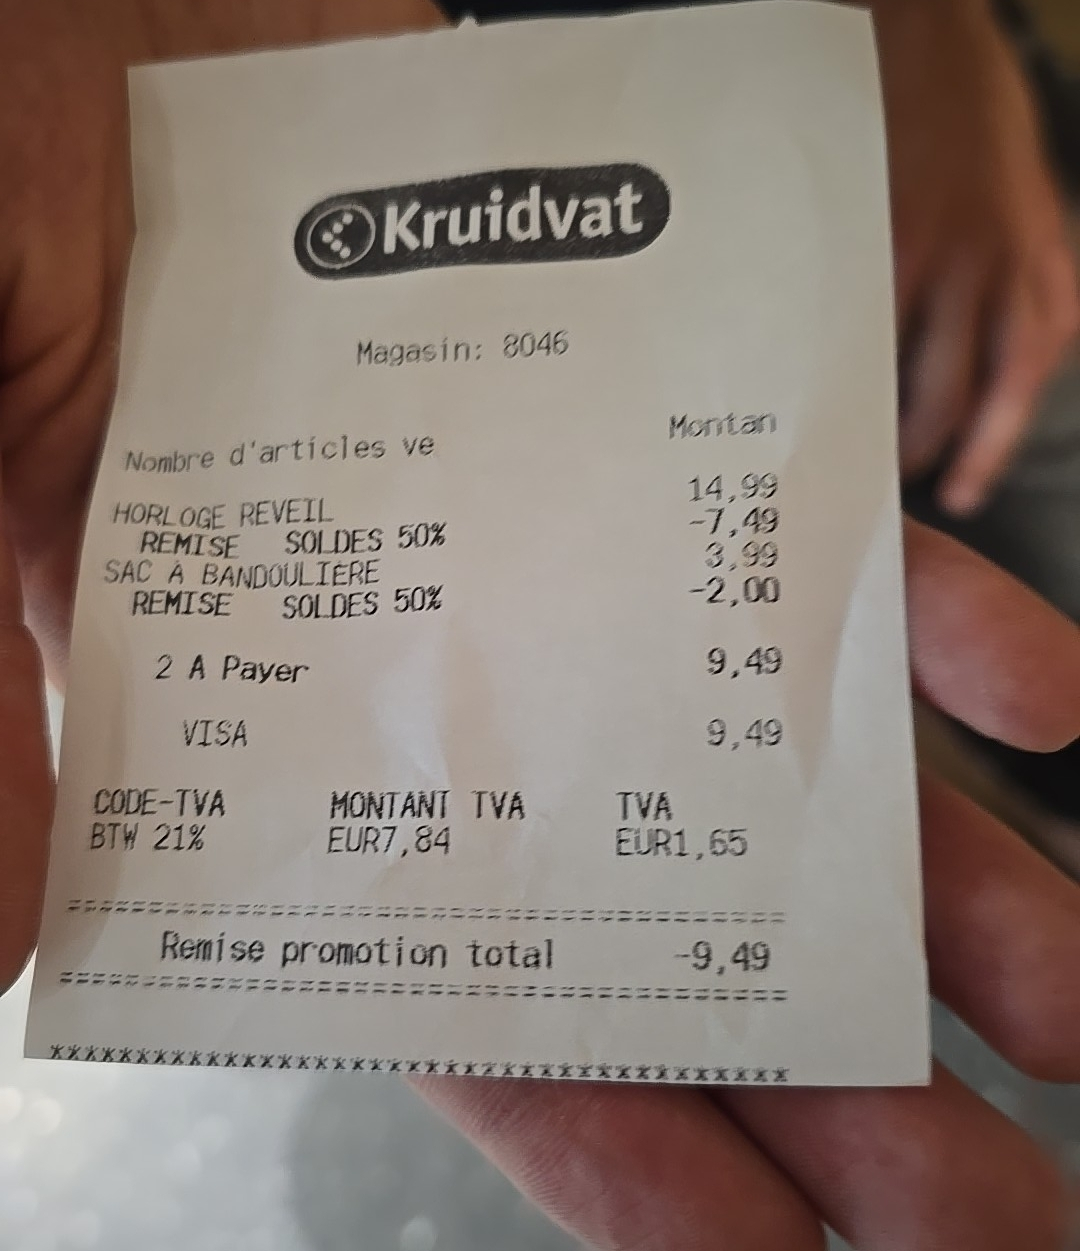 Kruidvat
Magasin: 8046
Nombre d'articles ve Montan
HORLOGE REVEIL 14,99
REMISE SOLDES 50% -7,49
SAC À BANDOULIÈRE 3,99
REMISE SOLDES 50% -2,00
2 A Payer 9,49
VISA 9,49
CODE-TVA MONTANT TVA TVA
BTW 21% EUR7,84 EUR1,65
==========================================
Remise promotion total -9,49
==========================================
*******************************************